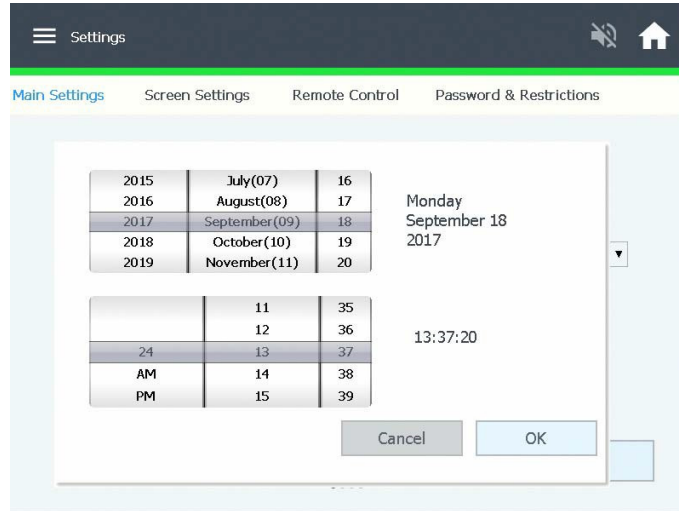 Settings
Main Settings Screen Settings Remote Control Password & Restrictions
2015 July(07) 16
2016 August(08) 17
2017 September(09) 18
2018 October(10) 19
2019 November(11) 20
Monday
September 18
2017
11 35
12 36
24 13 37
AM 14 38
PM 15 39
13:37:20
Cancel OK